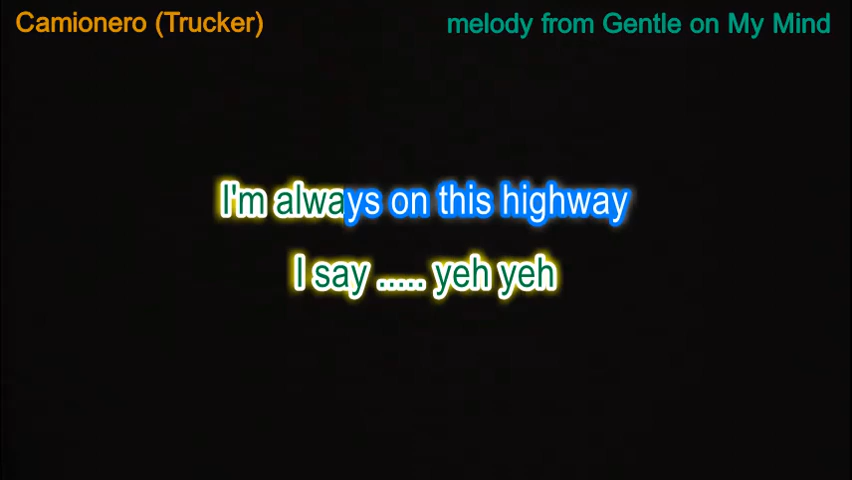 Camionero (Trucker)
melody from Gentle on My Mind
I'm always on this highway
I say ..... yeh yeh